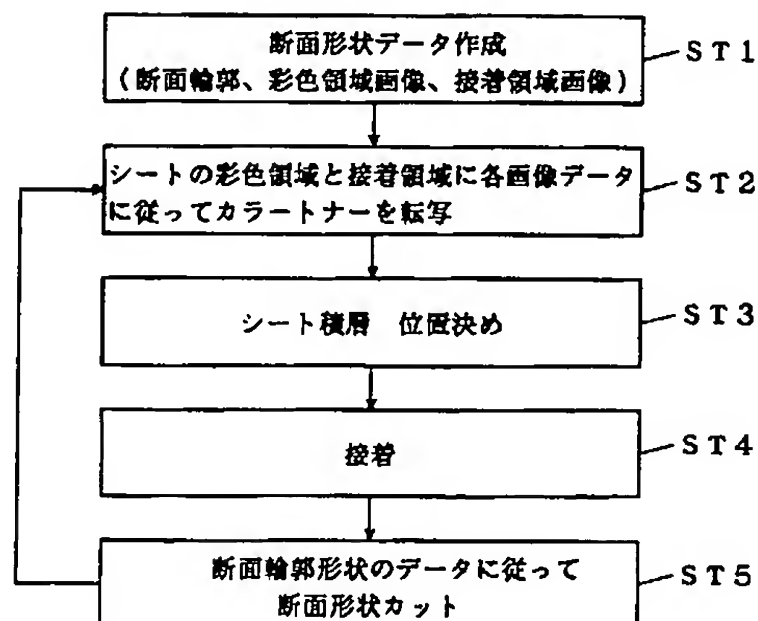 断面形状データ作成
(断面輪郭、彩色領域画像、接着領域画像)
ST1
シートの彩色領域と接着領域に各画像データ
に従ってカラートナーを転写
ST2
シート積層　位置決め
ST3
接着
ST4
断面輪郭形状のデータに従って
断面形状カット
ST5